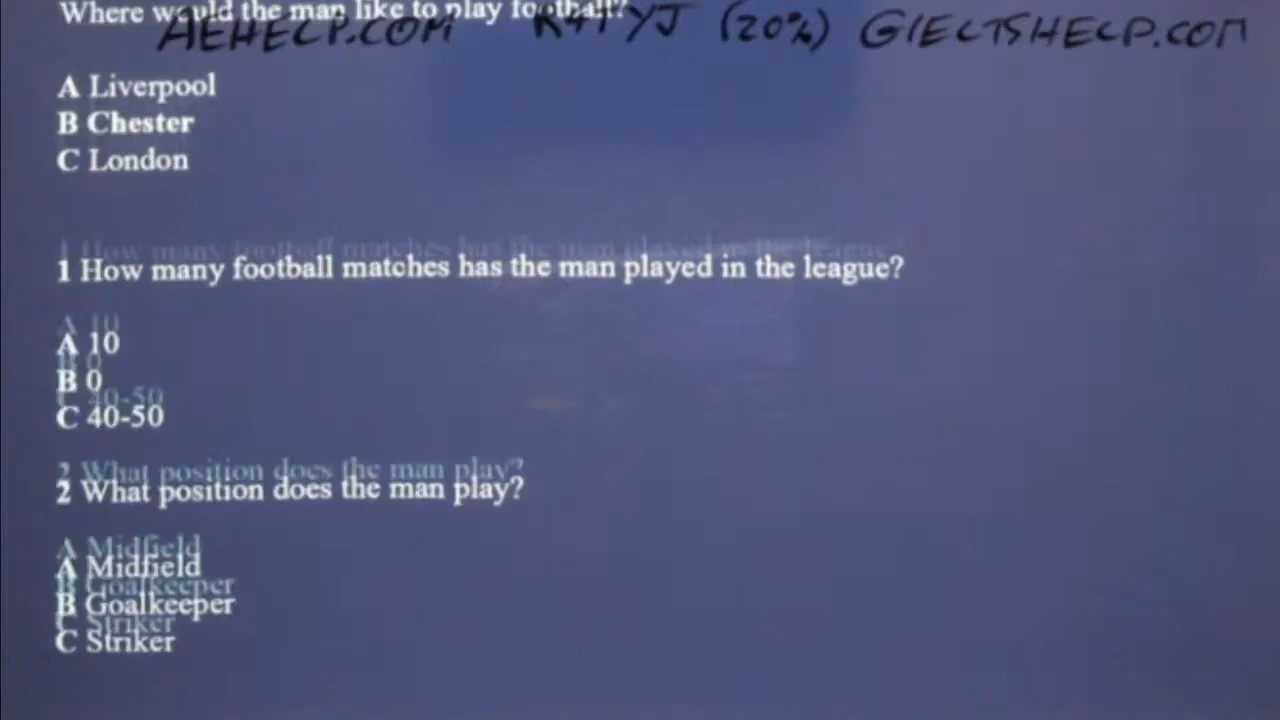 Where would the man like to play football?
AEHELP.COM (20%) GIELTSHELP.COM
A Liverpool
B Chester
C London
1 How many football matches has the man played in the league?
A 10
B 0
C 40-50
2 What position does the man play?
A Midfield
B Goalkeeper
C Striker